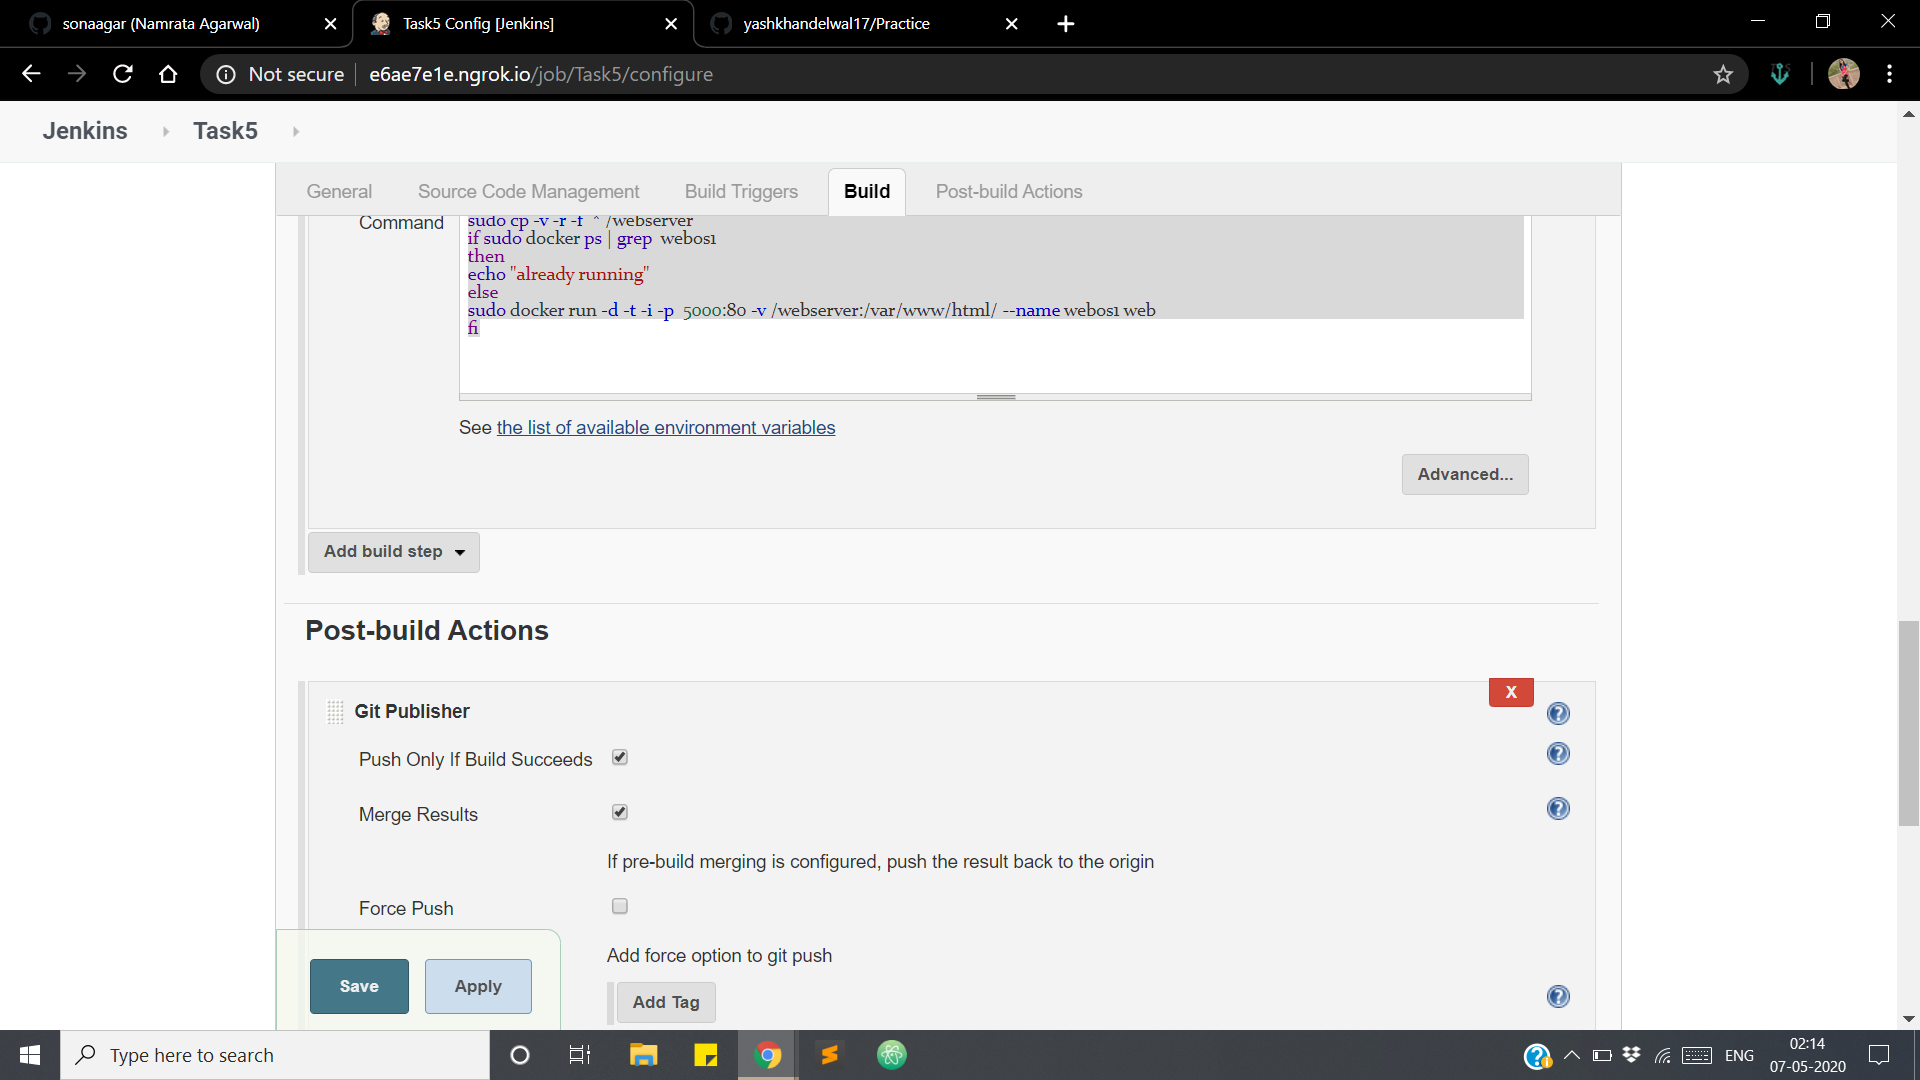 sonaagar (Namrata Agarwal)
Task5 Config [Jenkins]
yashkhandelwal17/Practice
Not secure
e6ae7e1e.ngrok.io/job/Task5/configure
Jenkins
Task5
General
Source Code Management
Build Triggers
Build
Post-build Actions
Command
sudo cp -v -r -f * /webserver
if sudo docker ps | grep webos1
then
echo "already running"
else
sudo docker run -d -t -i -p 5000:80 -v /webserver:/var/www/html/ --name webos1 web
fi
See the list of available environment variables
Advanced...
Add build step
Post-build Actions
X
Git Publisher
Push Only If Build Succeeds
Merge Results
If pre-build merging is configured, push the result back to the origin
Force Push
Add force option to git push
Save
Apply
Add Tag
Type here to search
ENG
02:14
07-05-2020